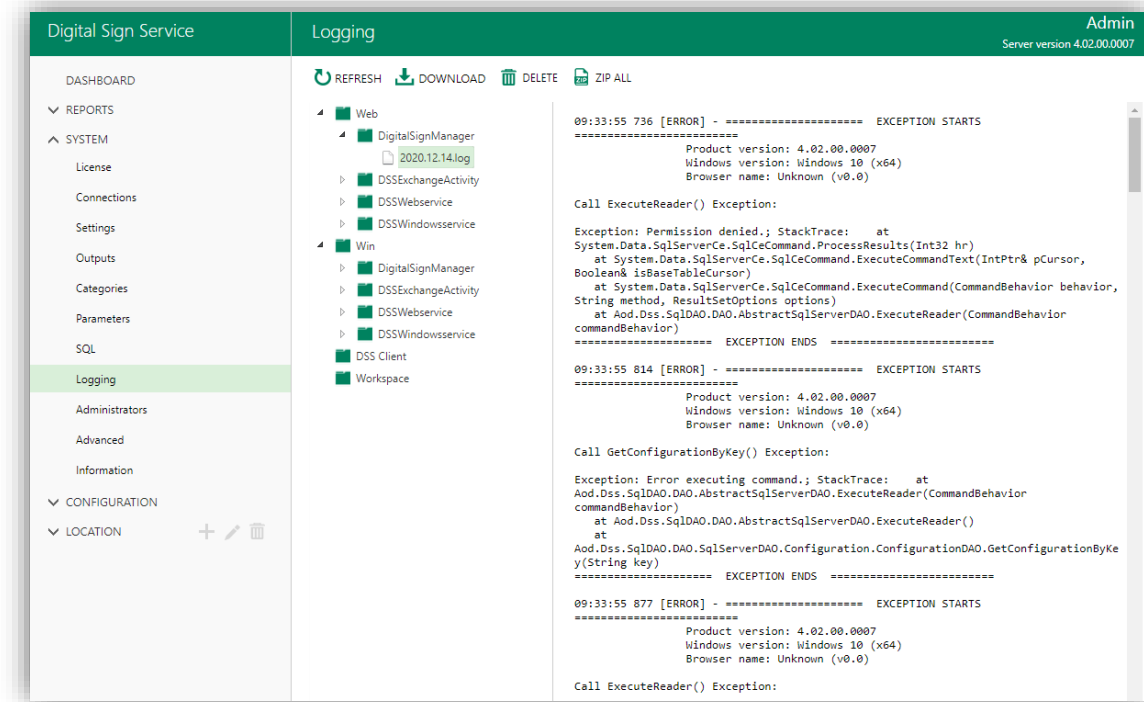 Digital Sign Service
Logging
Admin
Server version 4.02.00.0007
DASHBOARD
REPORTS
SYSTEM
License
Connections
Settings
Outputs
Categories
Parameters
SQL
Logging
Administrators
Advanced
Information
CONFIGURATION
LOCATION
REFRESH
DOWNLOAD
DELETE
ZIP
ZIP ALL
Web
DigitalSignManager
2020.12.14.log
DSSExchangeActivity
DSSWebservice
DSSWindowsservice
Win
DigitalSignManager
DSSExchangeActivity
DSSWebservice
DSSWindowsservice
DSS Client
Workspace
09:33:55 736 [ERROR] - ===================== EXCEPTION STARTS
=========================
Product version: 4.02.00.0007
Windows version: Windows 10 (x64)
Browser name: Unknown (v0.0)
Call ExecuteReader() Exception:
Exception: Permission denied.; StackTrace: at
System.Data.SqlServerCe.SqlCeCommand.ProcessResults(Int32 hr)
at System.Data.SqlServerCe.SqlCeCommand.ExecuteCommandText(IntPtr& pCursor,
Boolean& isBaseTableCursor)
at System.Data.SqlServerCe.SqlCeCommand.ExecuteCommand(CommandBehavior behavior,
String method, ResultSetOptions options)
at Aod.Dss.SqlDAO.DAO.AbstractSqlServerDAO.ExecuteReader(CommandBehavior
commandBehavior)
===================== EXCEPTION ENDS =========================
09:33:55 814 [ERROR] - ===================== EXCEPTION STARTS
=========================
Product version: 4.02.00.0007
Windows version: Windows 10 (x64)
Browser name: Unknown (v0.0)
Call GetConfigurationByKey() Exception:
Exception: Error executing command.; StackTrace: at
Aod.Dss.SqlDAO.DAO.AbstractSqlServerDAO.ExecuteReader(CommandBehavior
commandBehavior)
at Aod.Dss.SqlDAO.DAO.AbstractSqlServerDAO.ExecuteReader()
at
Aod.Dss.SqlDAO.DAO.SqlServerDAO.Configuration.ConfigurationDAO.GetConfigurationByKe
y(String key)
===================== EXCEPTION ENDS =========================
09:33:55 877 [ERROR] - ===================== EXCEPTION STARTS
=========================
Product version: 4.02.00.0007
Windows version: Windows 10 (x64)
Browser name: Unknown (v0.0)
Call ExecuteReader() Exception: